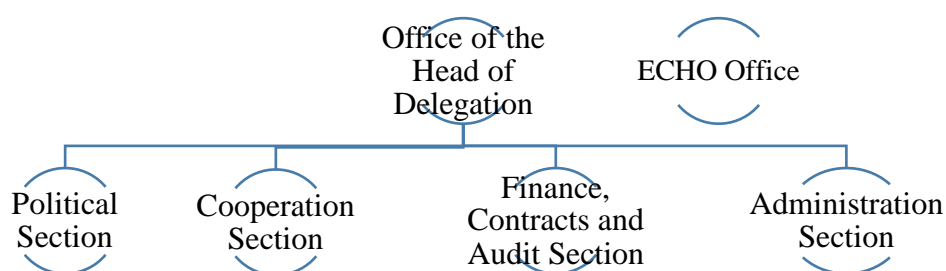 Office of the
Head of
Delegation
ECHO Office
Political
Section
Cooperation
Section
Finance,
Contracts and
Audit Section
Administration
Section